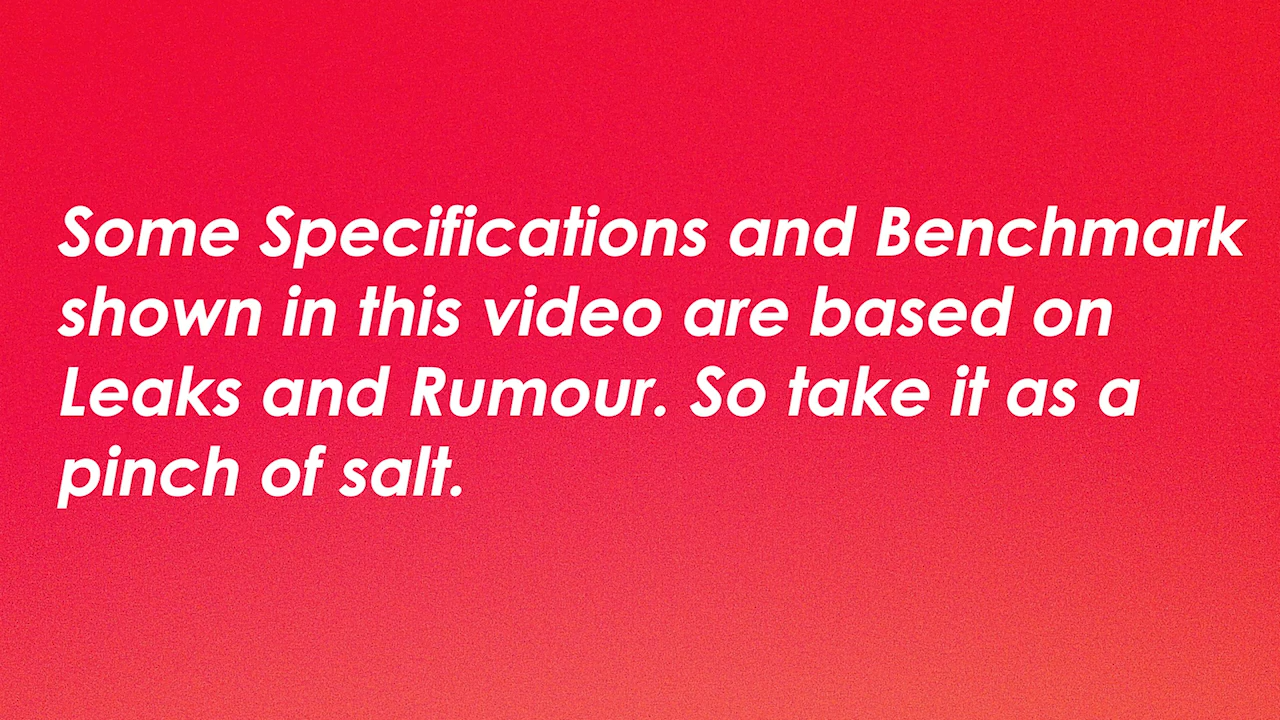 Some Specifications and Benchmark
shown in this video are based on
Leaks and Rumour. So take it as a
pinch of salt.